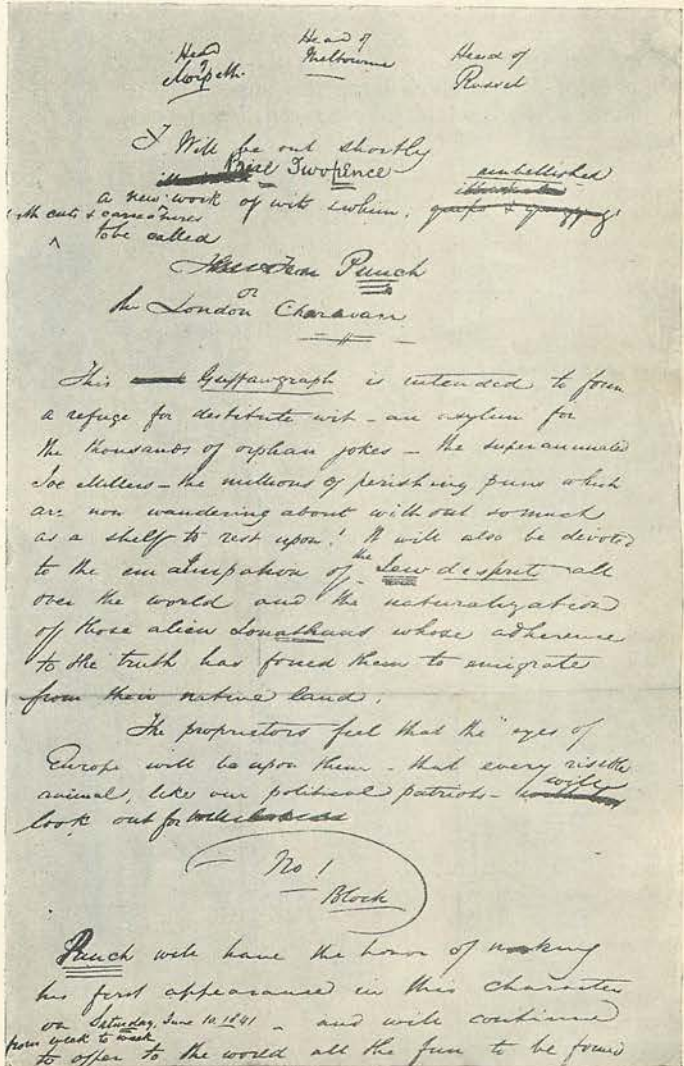 Head of Morpeth. Head of Melbourne Head of Russel
I Will be out shortly
Price Twopence embellished
a new work of wit & whim,
with cuts & caricatures
to be called
Punch
or
the London Charavari
This Guffawgraph is intended to form
a refuge for destitute wit – an asylum for
the thousands of orphan jokes – the superannuated
Joe Millers – the millions of perishing puns which
are now wandering about without so much
as a shelf to rest upon! It will also be devoted
to the emancipation of the Jew desprits all
over the world and the naturalization
of those alien Jonathans whose adherence
to the truth has forced them to emigrate
from their native land.
The proprietors feel that the "eyes of
Europe will be upon them – that every risible
animal, like our political patriots – will
look out for
No 1
Block
Punch will have the honor of making
his first appearance in this character
on Saturday, June 10. 1841 – and will continue
from week to week
to offer to the world all the fun to be found